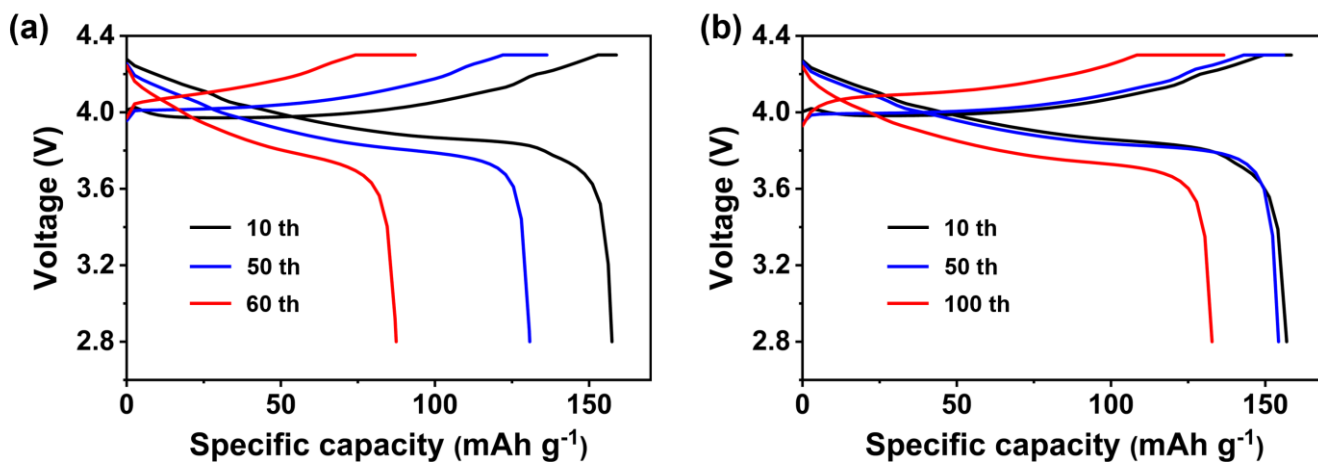 (a)
4.4
4.0
3.6
3.2
2.8
Voltage (V)
10 th
50 th
60 th
0 50 100 150
Specific capacity (mAh g⁻¹)
(b)
4.4
4.0
3.6
3.2
2.8
Voltage (V)
10 th
50 th
100 th
0 50 100 150
Specific capacity (mAh g⁻¹)